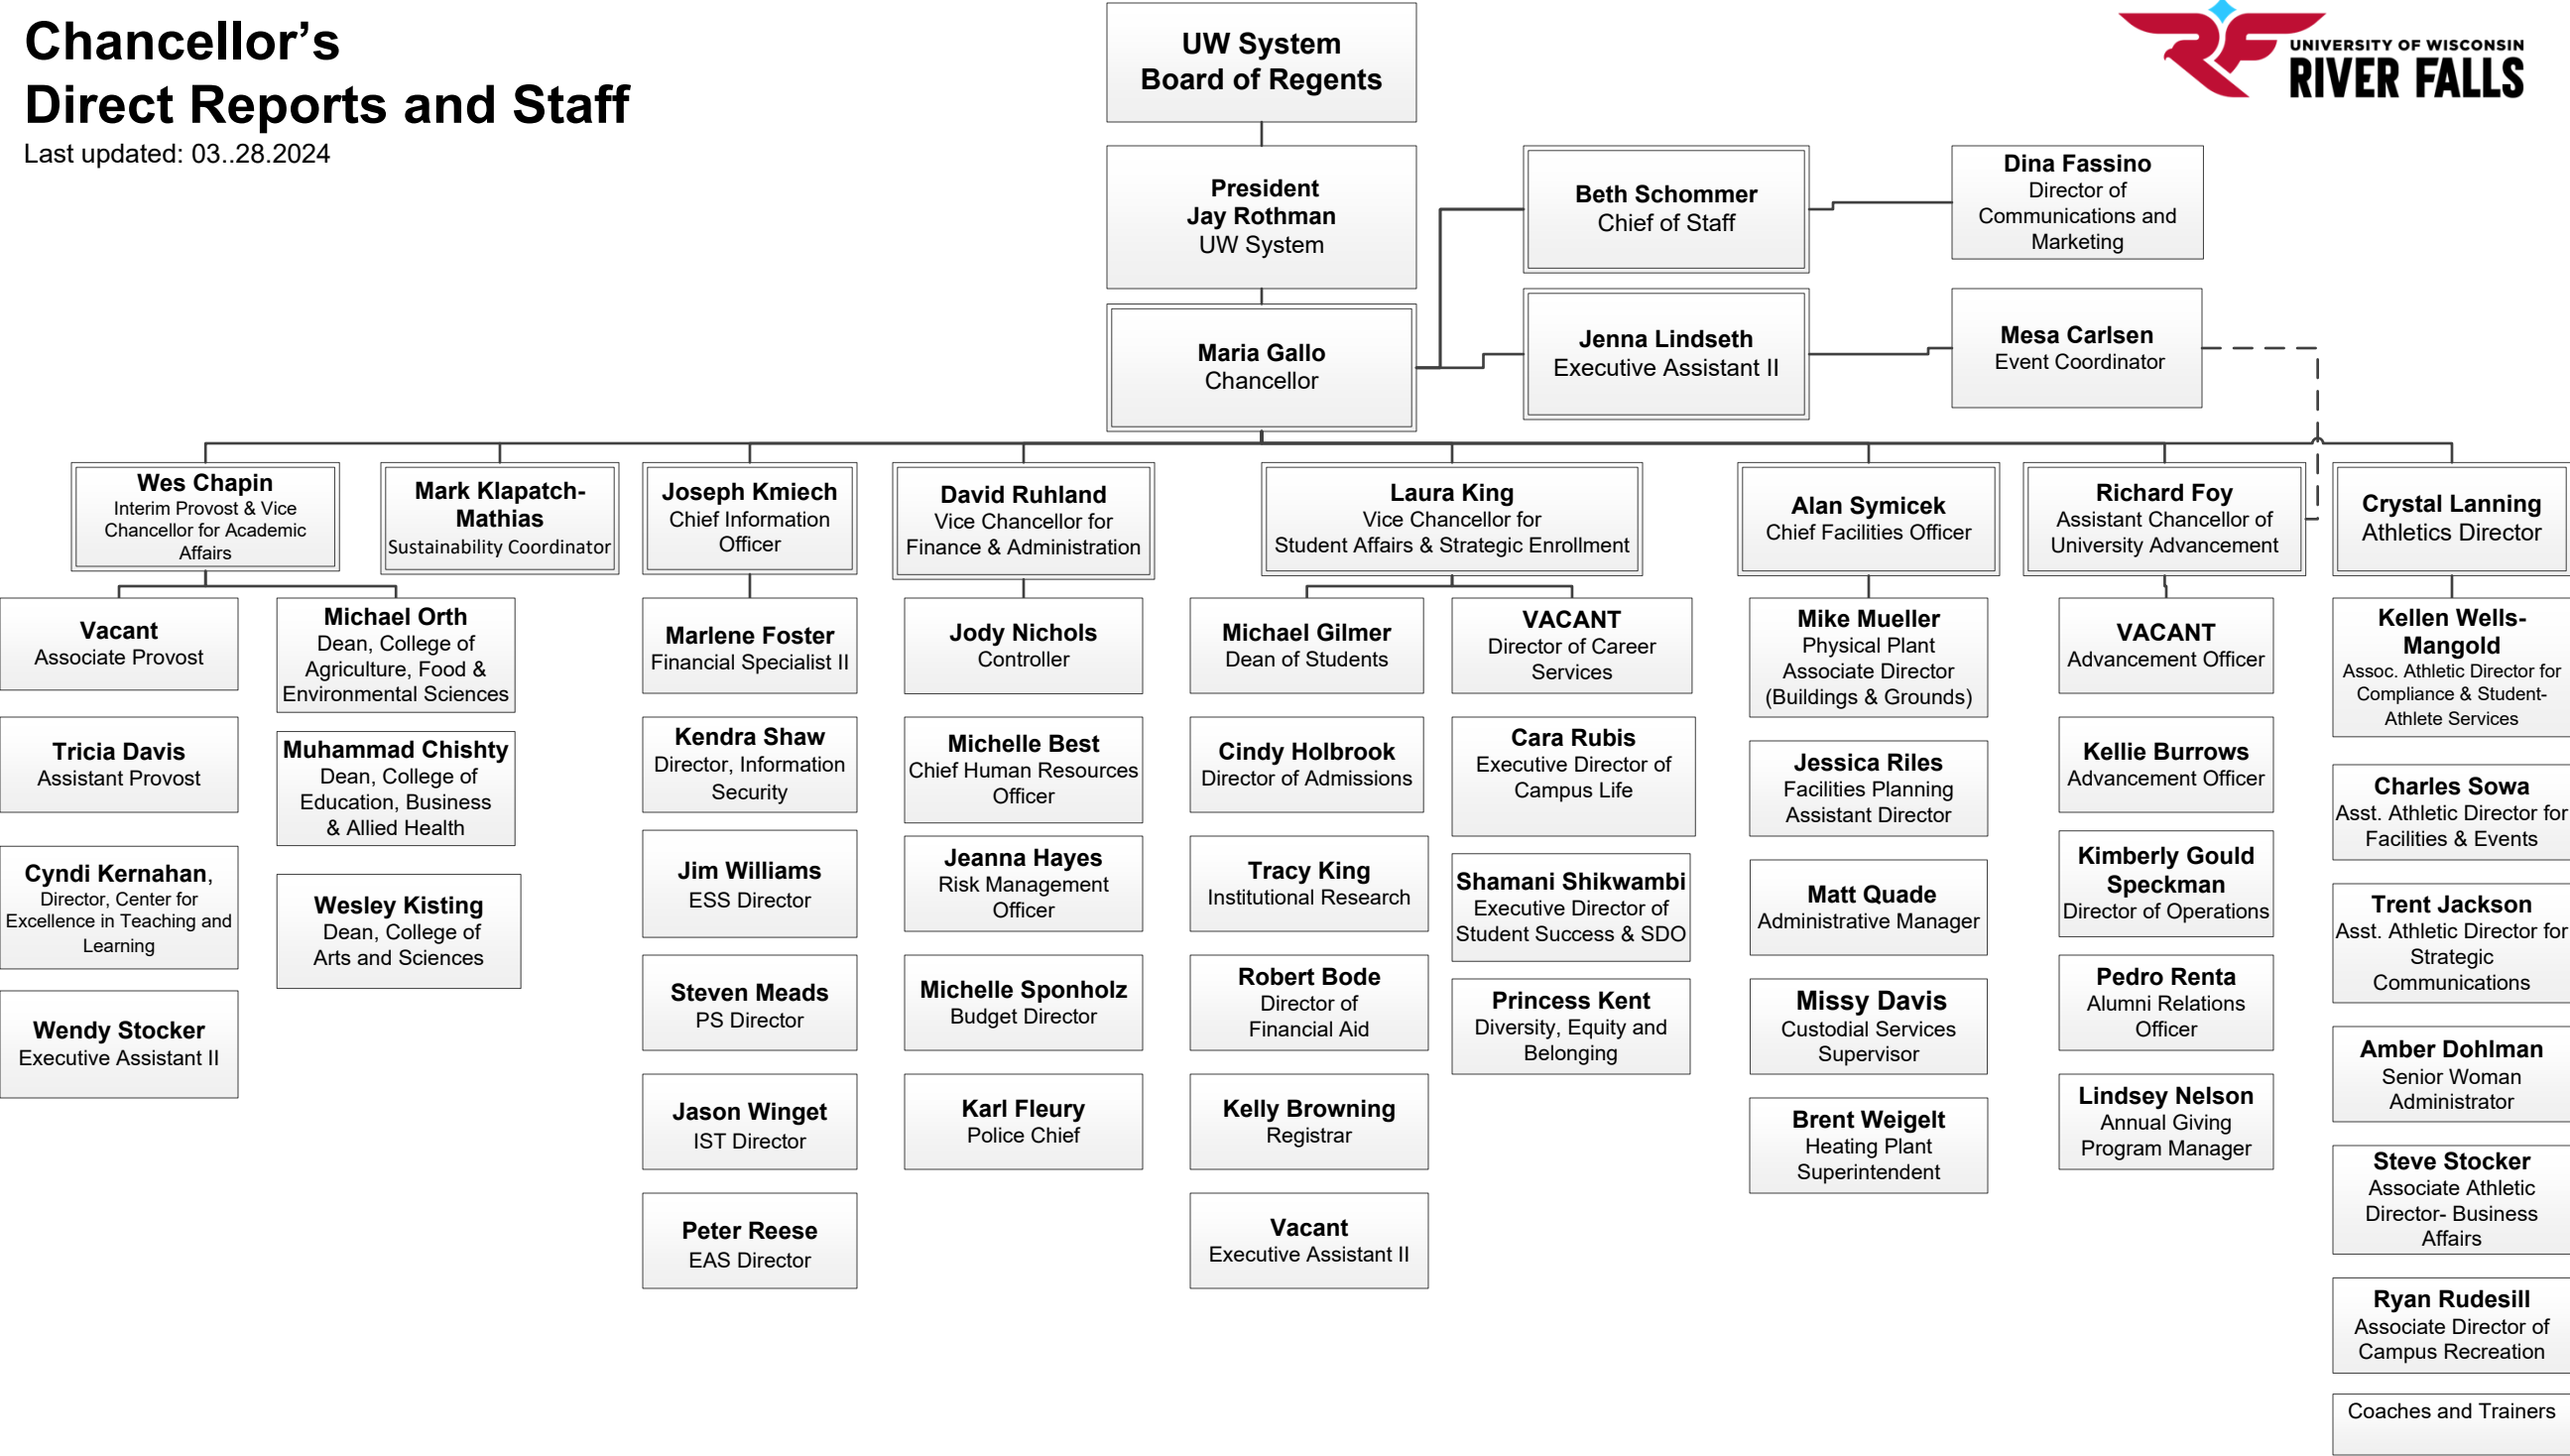 Chancellor’s
Direct Reports and Staff
Last updated: 03..28.2024
UNIVERSITY OF WISCONSIN
RIVER FALLS
UW System
Board of Regents
President
Jay Rothman
UW System
Maria Gallo
Chancellor
Beth Schommer
Chief of Staff
Dina Fassino
Director of
Communications and
Marketing
Jenna Lindseth
Executive Assistant II
Mesa Carlsen
Event Coordinator
Wes Chapin
Interim Provost & Vice
Chancellor for Academic
Affairs
Vacant
Associate Provost
Tricia Davis
Assistant Provost
Cyndi Kernahan,
Director, Center for
Excellence in Teaching and
Learning
Wendy Stocker
Executive Assistant II
Michael Orth
Dean, College of
Agriculture, Food &
Environmental Sciences
Muhammad Chishty
Dean, College of
Education, Business
& Allied Health
Wesley Kisting
Dean, College of
Arts and Sciences
Mark Klapatch-
Mathias
Sustainability Coordinator
Joseph Kmiech
Chief Information
Officer
Marlene Foster
Financial Specialist II
Kendra Shaw
Director, Information
Security
Jim Williams
ESS Director
Steven Meads
PS Director
Jason Winget
IST Director
Peter Reese
EAS Director
David Ruhland
Vice Chancellor for
Finance & Administration
Jody Nichols
Controller
Michelle Best
Chief Human Resources
Officer
Jeanna Hayes
Risk Management
Officer
Michelle Sponholz
Budget Director
Karl Fleury
Police Chief
Laura King
Vice Chancellor for
Student Affairs & Strategic Enrollment
Michael Gilmer
Dean of Students
Cindy Holbrook
Director of Admissions
Tracy King
Institutional Research
Robert Bode
Director of
Financial Aid
Kelly Browning
Registrar
Vacant
Executive Assistant II
VACANT
Director of Career
Services
Cara Rubis
Executive Director of
Campus Life
Shamani Shikwambi
Executive Director of
Student Success & SDO
Princess Kent
Diversity, Equity and
Belonging
Alan Symicek
Chief Facilities Officer
Mike Mueller
Physical Plant
Associate Director
(Buildings & Grounds)
Jessica Riles
Facilities Planning
Assistant Director
Matt Quade
Administrative Manager
Missy Davis
Custodial Services
Supervisor
Brent Weigelt
Heating Plant
Superintendent
Richard Foy
Assistant Chancellor of
University Advancement
VACANT
Advancement Officer
Kellie Burrows
Advancement Officer
Kimberly Gould
Speckman
Director of Operations
Pedro Renta
Alumni Relations
Officer
Lindsey Nelson
Annual Giving
Program Manager
Crystal Lanning
Athletics Director
Kellen Wells-
Mangold
Assoc. Athletic Director for
Compliance & Student-
Athlete Services
Charles Sowa
Asst. Athletic Director for
Facilities & Events
Trent Jackson
Asst. Athletic Director for
Strategic
Communications
Amber Dohlman
Senior Woman
Administrator
Steve Stocker
Associate Athletic
Director- Business
Affairs
Ryan Rudesill
Associate Director of
Campus Recreation
Coaches and Trainers